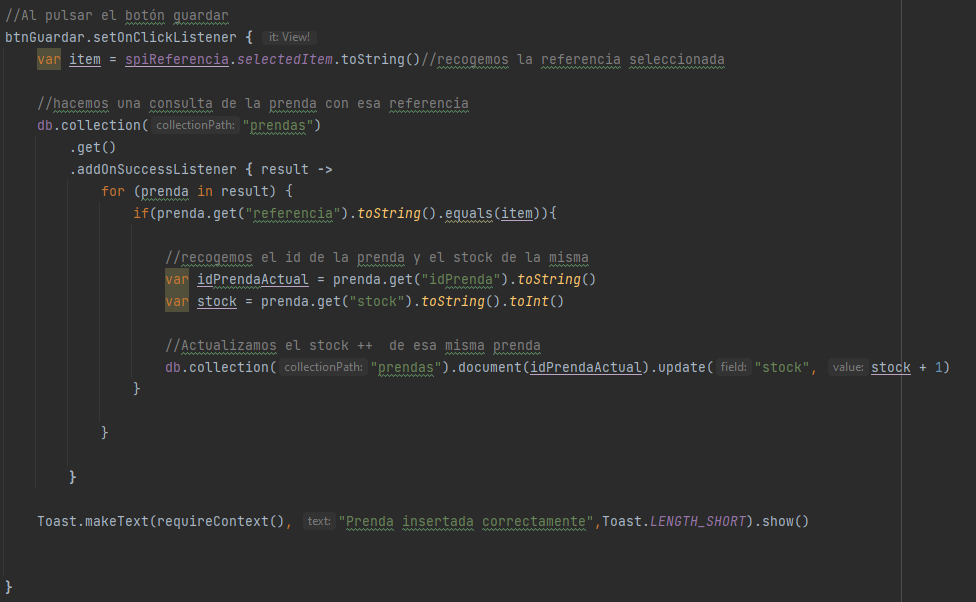 //Al pulsar el botón guardar
btnGuardar.setOnClickListener { it: View!
var item = spiReferencia.selectedItem.toString()//recogemos la referencia seleccionada
//hacemos una consulta de la prenda con esa referencia
db.collection( collectionPath: "prendas")
.get()
.addOnSuccessListener { result ->
for (prenda in result) {
if(prenda.get("referencia").toString().equals(item)){
//recogemos el id de la prenda y el stock de la misma
var idPrendaActual = prenda.get("idPrenda").toString()
var stock = prenda.get("stock").toString().toInt()
//Actualizamos el stock ++  de esa misma prenda
db.collection( collectionPath: "prendas").document(idPrendaActual).update( field: "stock", value: stock + 1)
}
}
}
Toast.makeText(requireContext(), text: "Prenda insertada correctamente",Toast.LENGTH_SHORT).show()
}